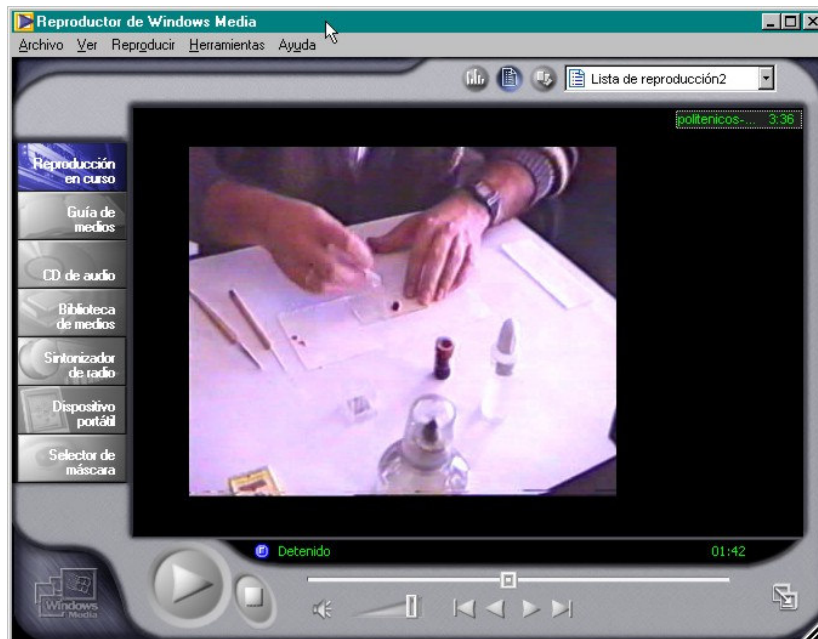 Reproductor de Windows Media
Archivo Ver Reproducir Herramientas Ayuda
Lista de reproducción2
politenicos-... 3:36
Reproducción
en curso
Guía de
medios
CD de audio
Biblioteca
de medios
Sintonizador
de radio
Dispositivo
portátil
Selector de
máscara
Detenido 01:42
Windows
Media